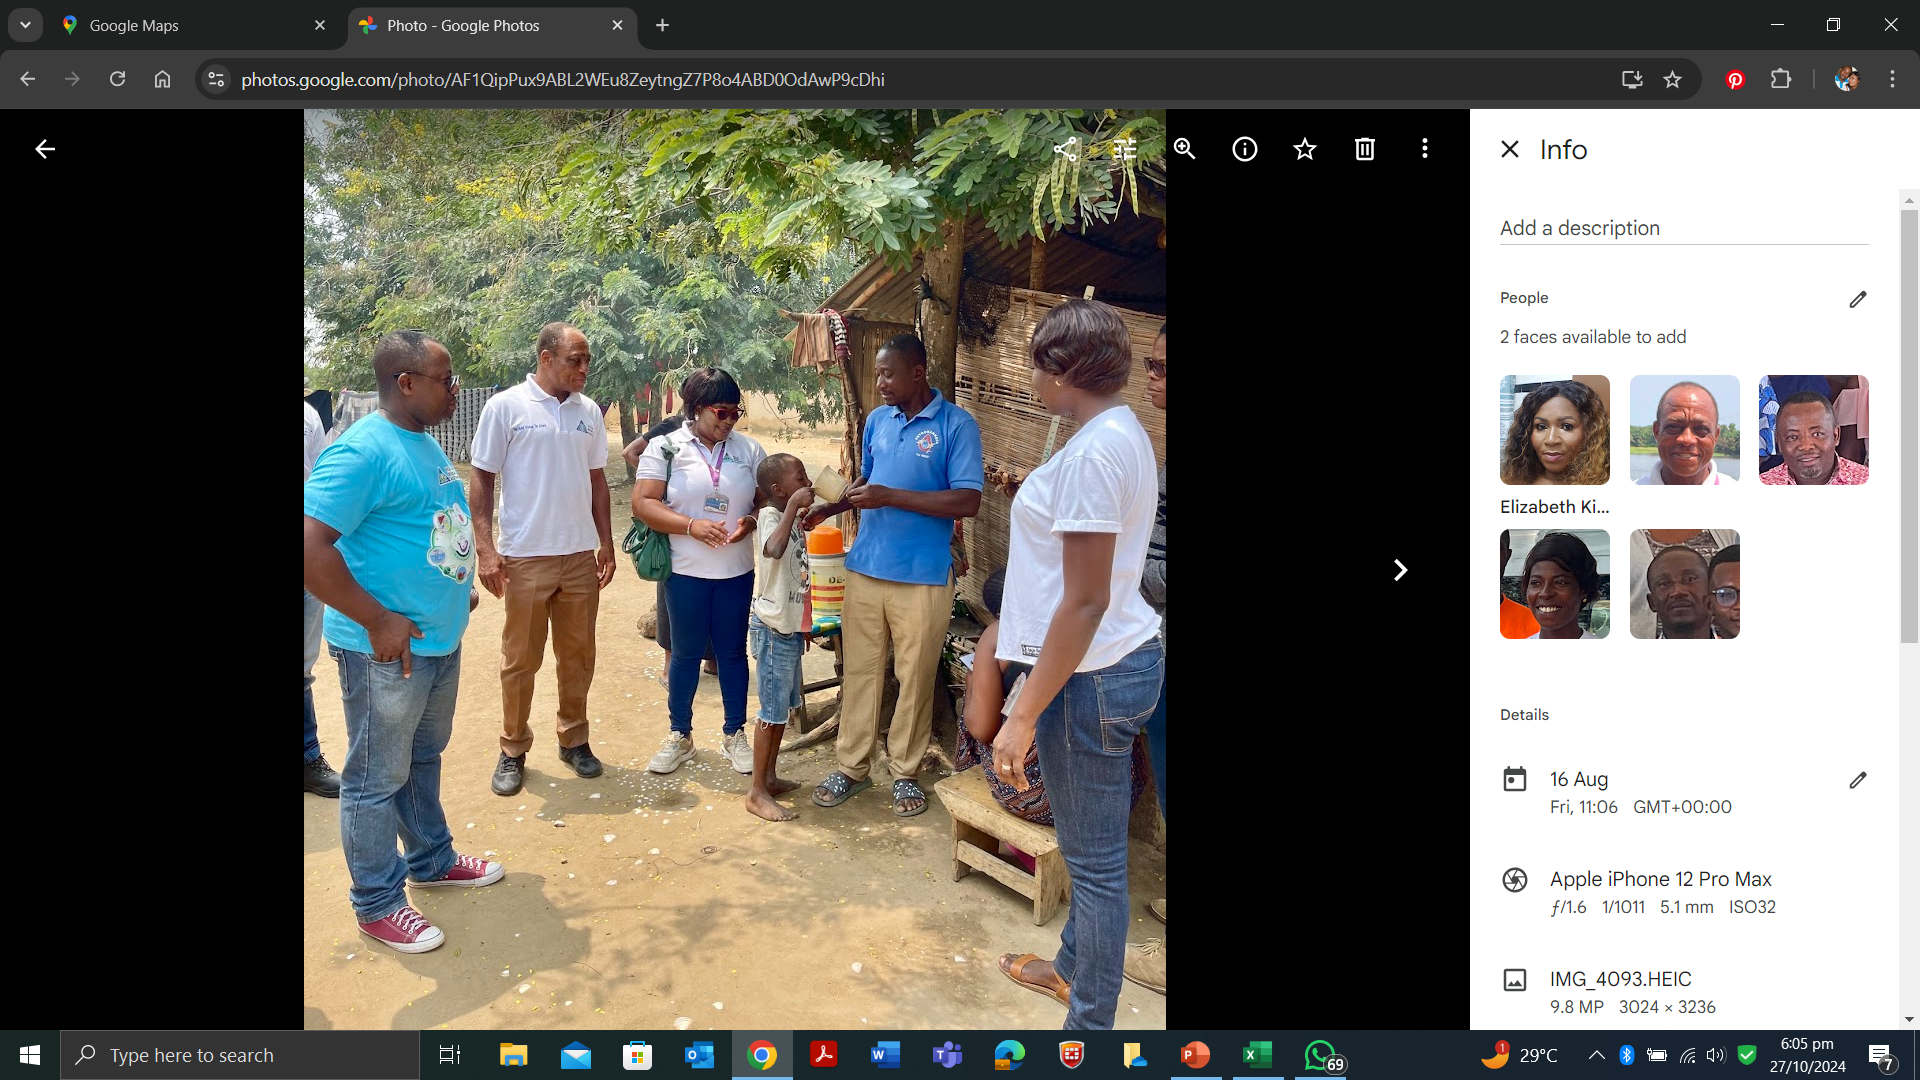 Google Maps
Photo - Google Photos
photos.google.com/photo/AF1QipPux9ABL2WEu8ZeytngZ7P8o4ABD0OdAwP9cDhi
Info
Add a description
People
2 faces available to add
Elizabeth Ki...
Details
16 Aug
Fri, 11:06 GMT+00:00
Apple iPhone 12 Pro Max
ƒ/1.6 1/1011 5.1 mm ISO32
IMG_4093.HEIC
9.8 MP 3024 × 3236
Type here to search
69
1
29°C
6:05 pm
27/10/2024
7